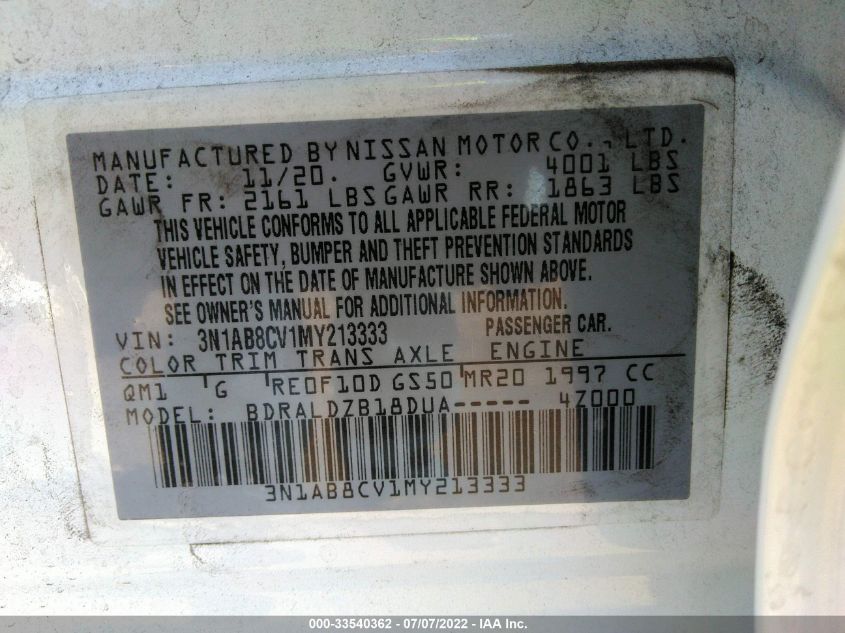 MANUFACTURED BY NISSAN MOTOR CO., LTD.
DATE: 11/20. GVWR: 4001 LBS
GAWR FR: 2161 LBS GAWR RR: 1863 LBS
THIS VEHICLE CONFORMS TO ALL APPLICABLE FEDERAL MOTOR
VEHICLE SAFETY, BUMPER AND THEFT PREVENTION STANDARDS
IN EFFECT ON THE DATE OF MANUFACTURE SHOWN ABOVE.
SEE OWNER'S MANUAL FOR ADDITIONAL INFORMATION.
VIN: 3N1AB8CV1MY213333 PASSENGER CAR.
COLOR TRIM TRANS AXLE ENGINE
QM1 G RE0F10D GS50 MR20 1997 CC
MODEL: BDRALDZB18DUA----- 4Z000
3N1AB8CV1MY213333
000-33540362 - 07/07/2022 - IAA Inc.